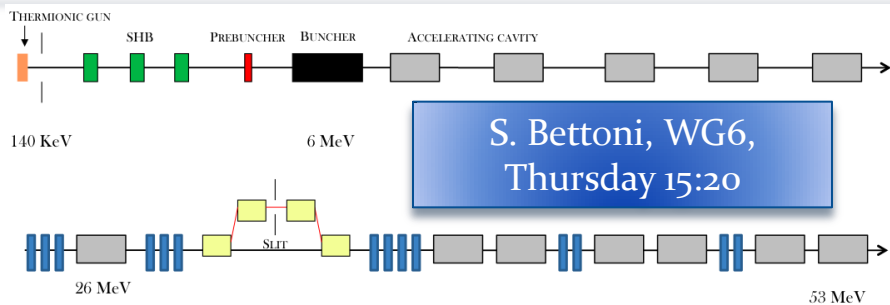 THERMIONIC GUN
SHB
PREBUNCHER
BUNCHER
ACCELERATING CAVITY
140 KEV
6 MEV
S. Bettoni, WG6,
Thursday 15:20
SLIT
26 MEV
53 MEV